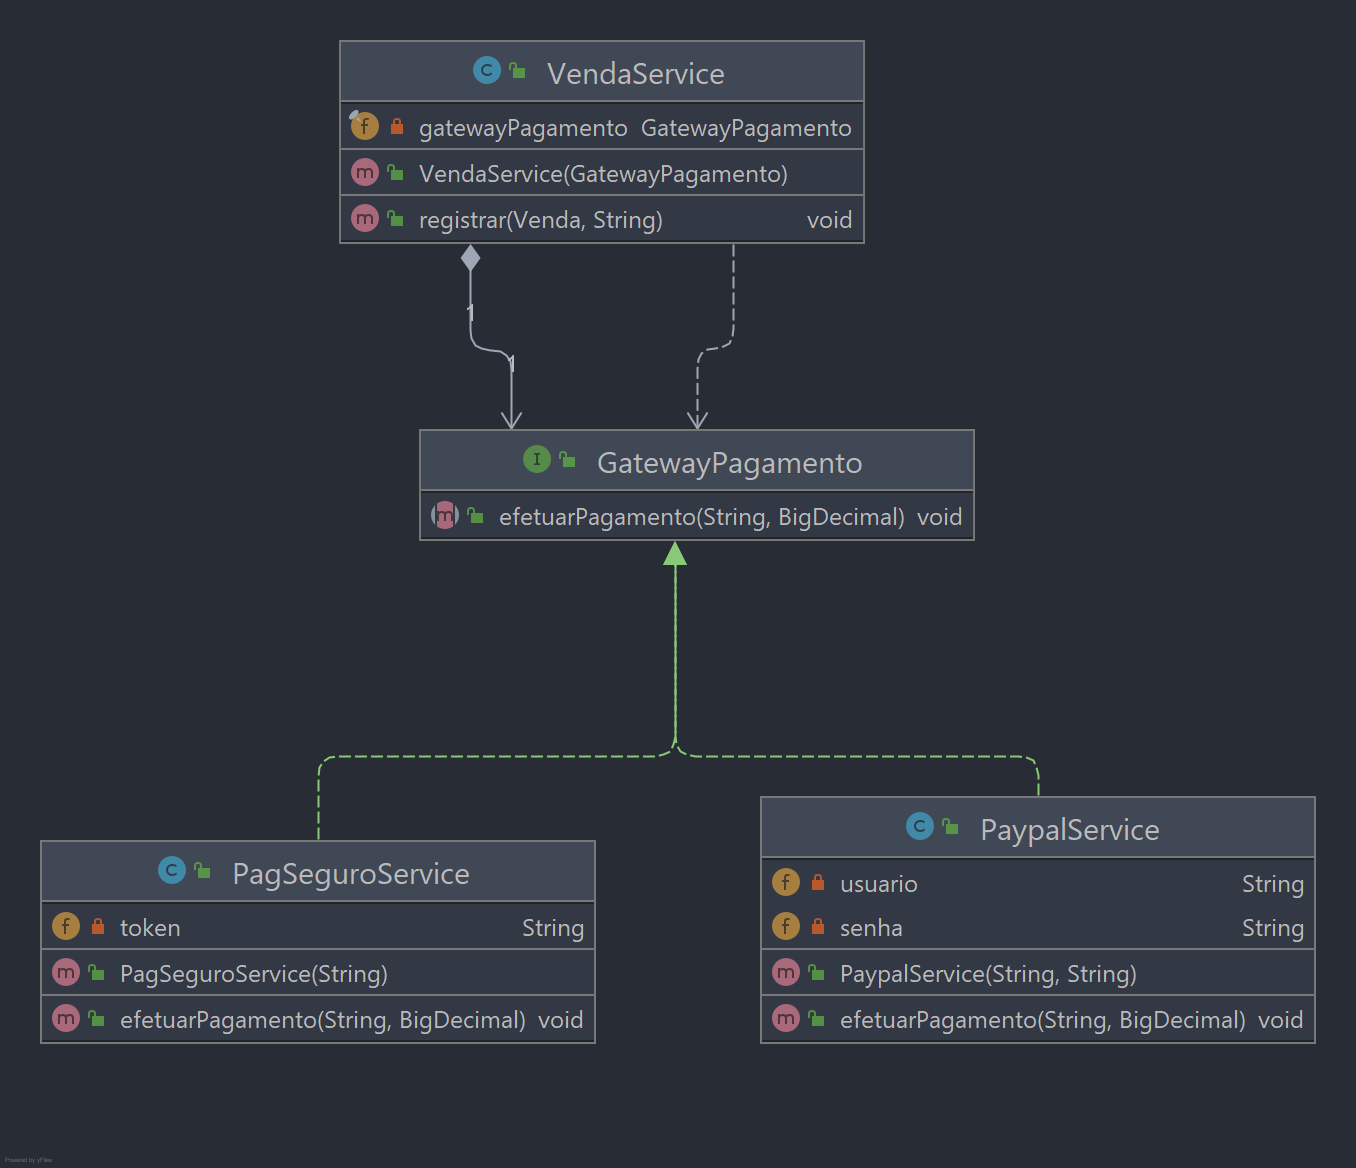 VendaService
gatewayPagamento GatewayPagamento
VendaService(GatewayPagamento)
registrar(Venda, String) void
1
1
GatewayPagamento
efetuarPagamento(String, BigDecimal) void
PagSeguroService
token String
PagSeguroService(String)
efetuarPagamento(String, BigDecimal) void
PaypalService
usuario String
senha String
PaypalService(String, String)
efetuarPagamento(String, BigDecimal) void
Powered by yFiles